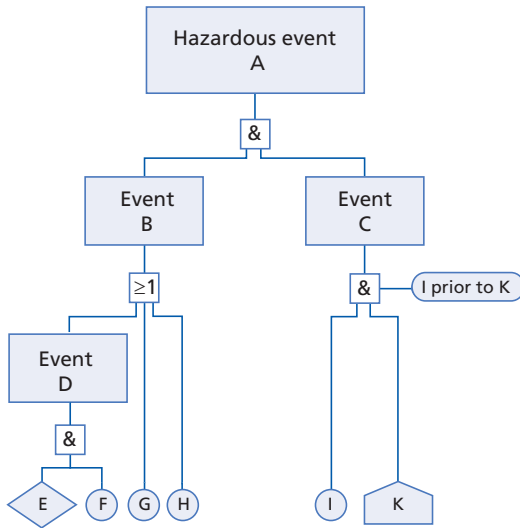 Hazardous event
A
&
Event
B
Event
C
≥1
&
I prior to K
Event
D
&
E
F
G
H
I
K